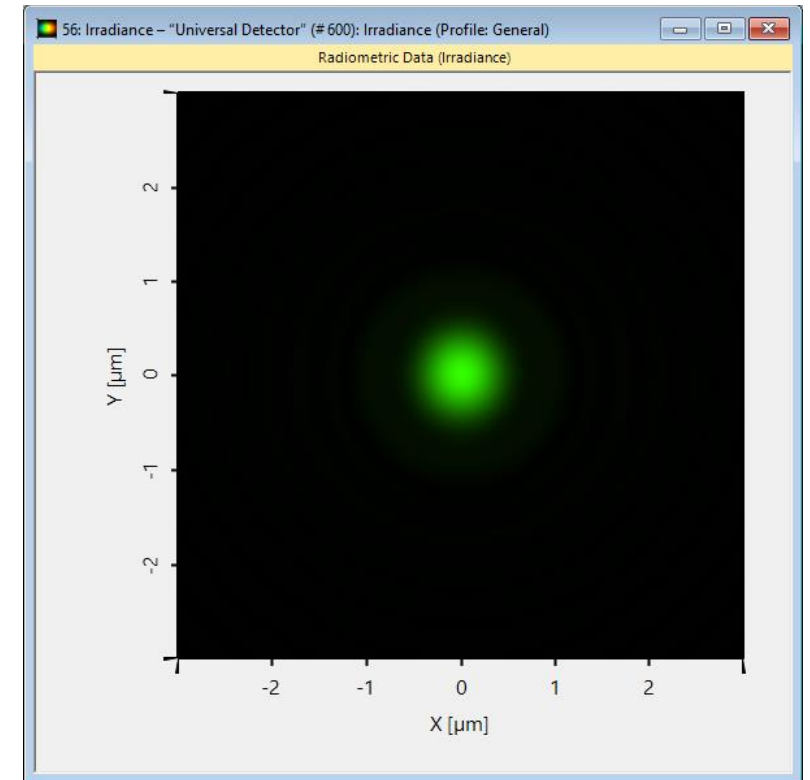 56: Irradiance – "Universal Detector" (# 600): Irradiance (Profile: General)
Radiometric Data (Irradiance)
2
1
0
-1
-2
Y [µm]
-2 -1 0 1 2
X [µm]